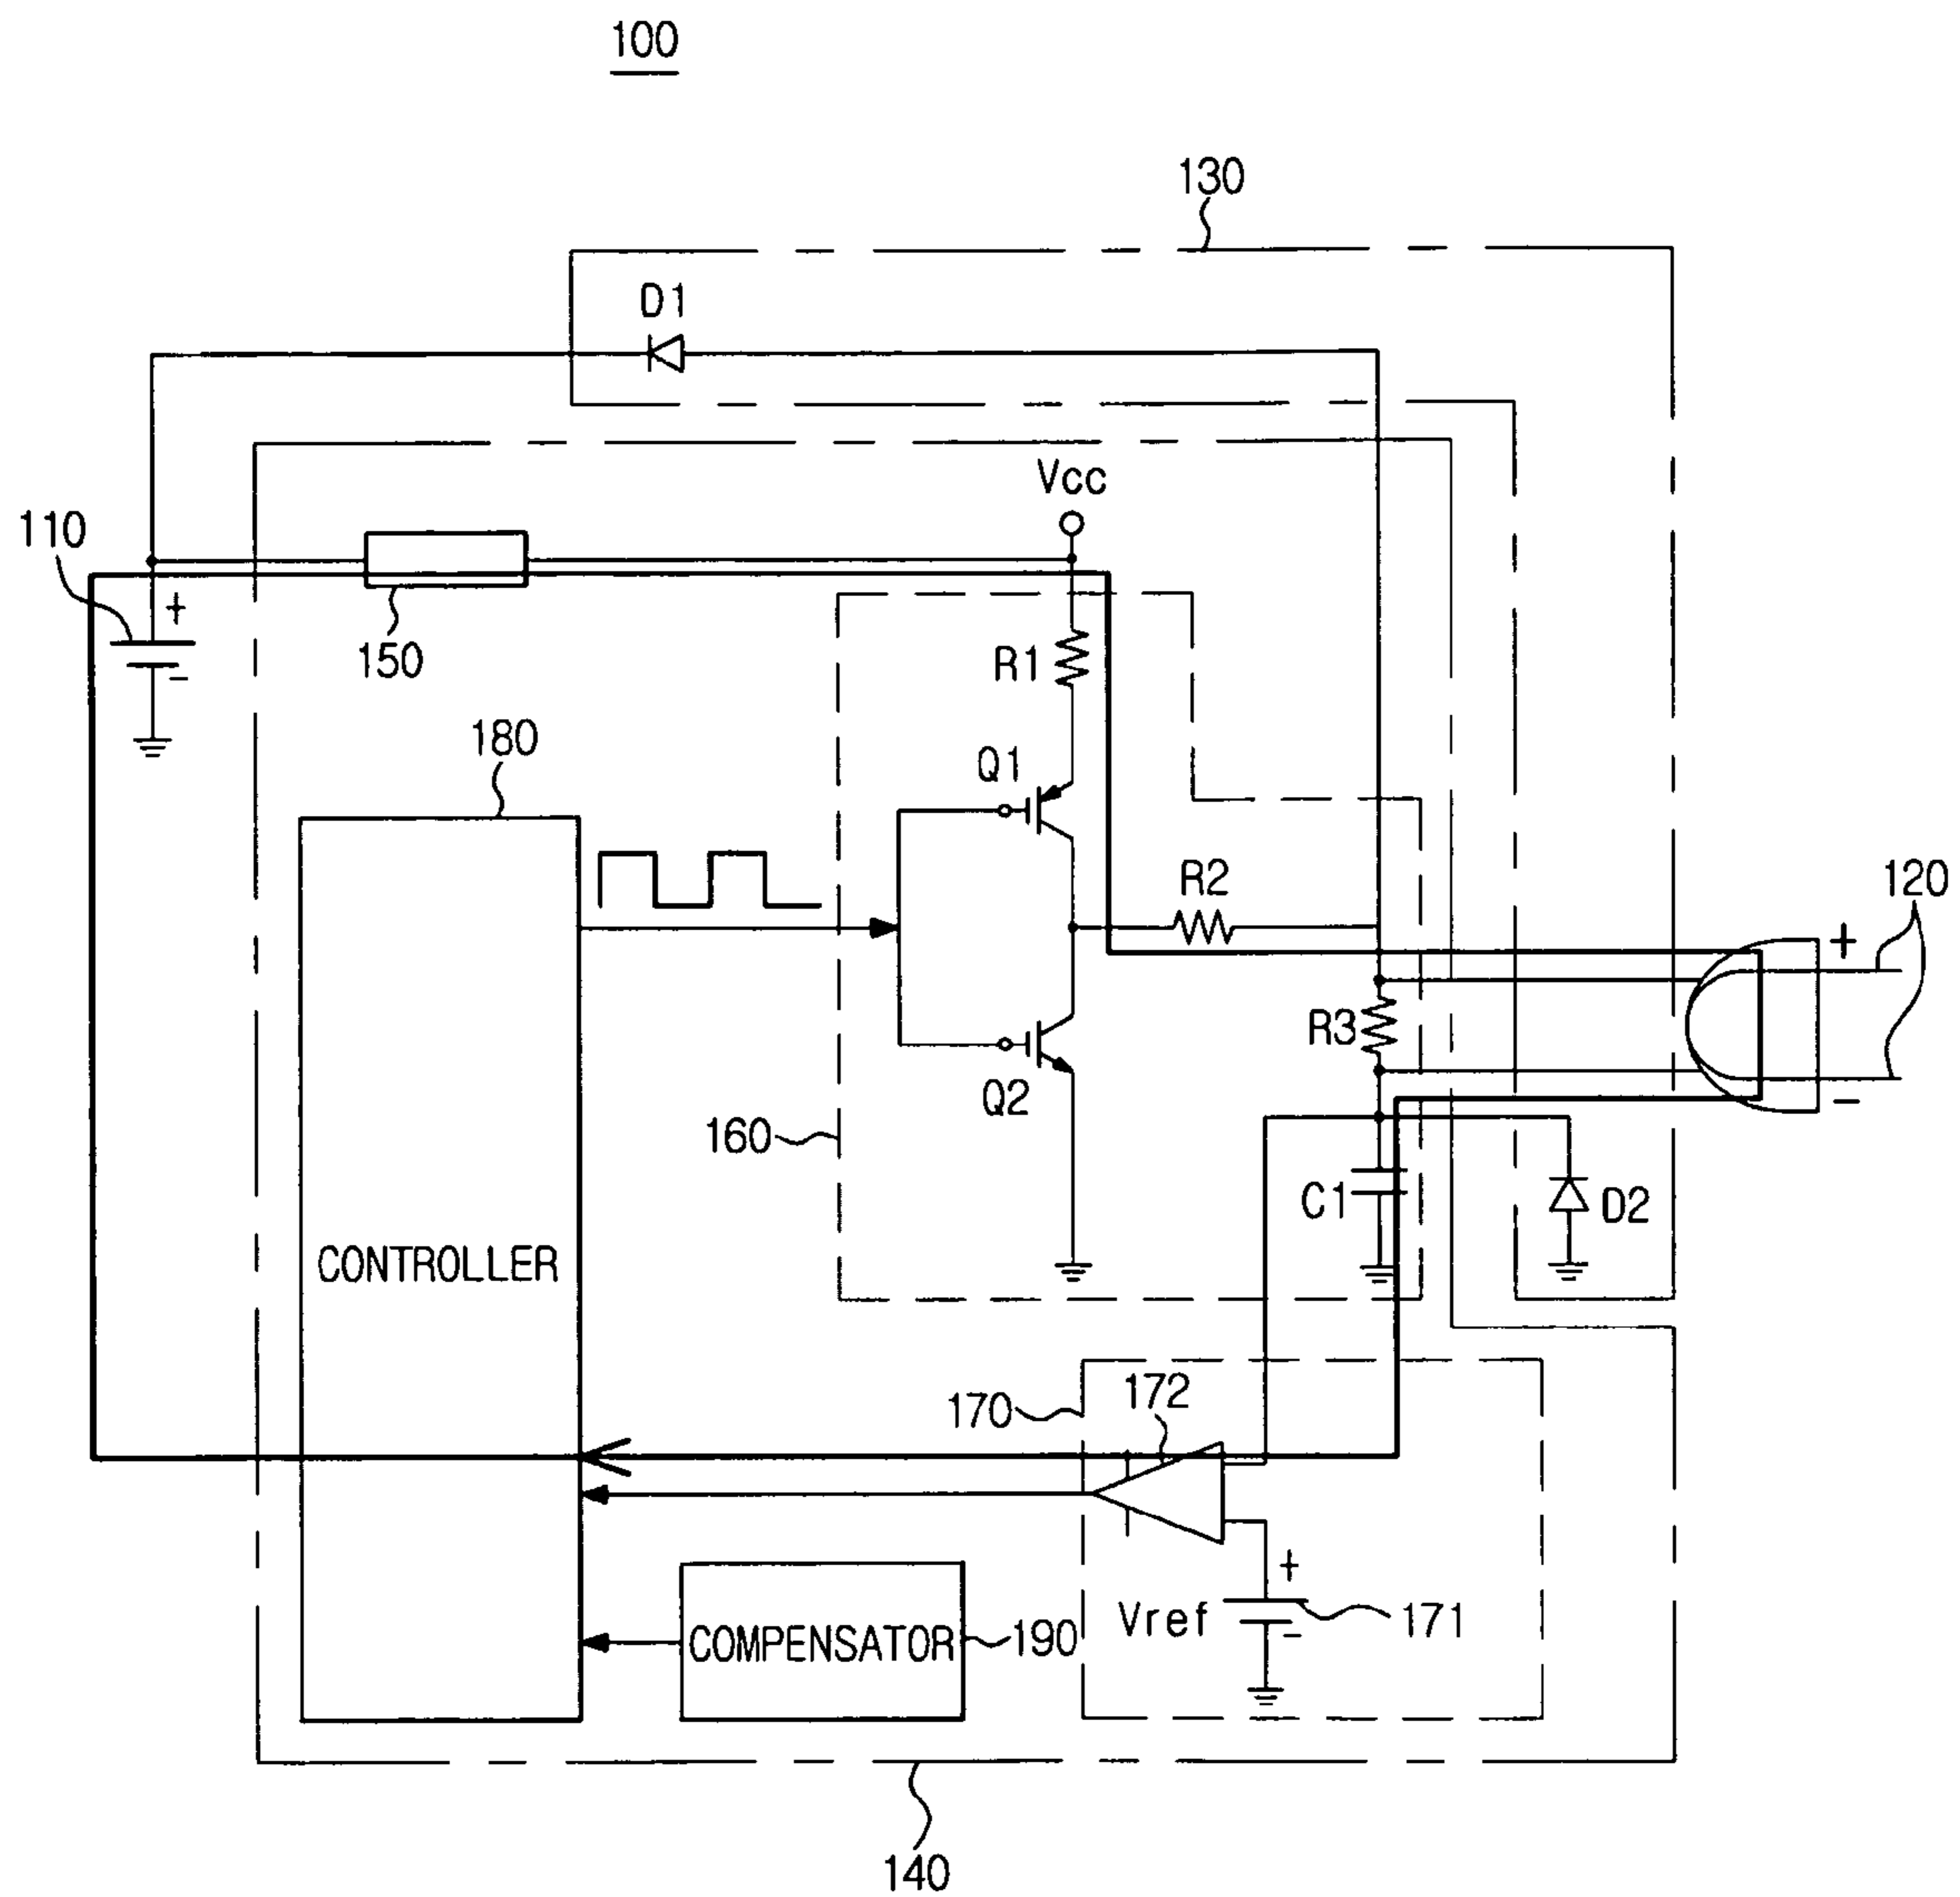 100
130
D1
Vcc
110
+
-
150
R1
180
Q1
R2
120
+
R3
Q2
-
160
C1
D2
CONTROLLER
172
170
+
Vref
171
-
COMPENSATOR
190
140